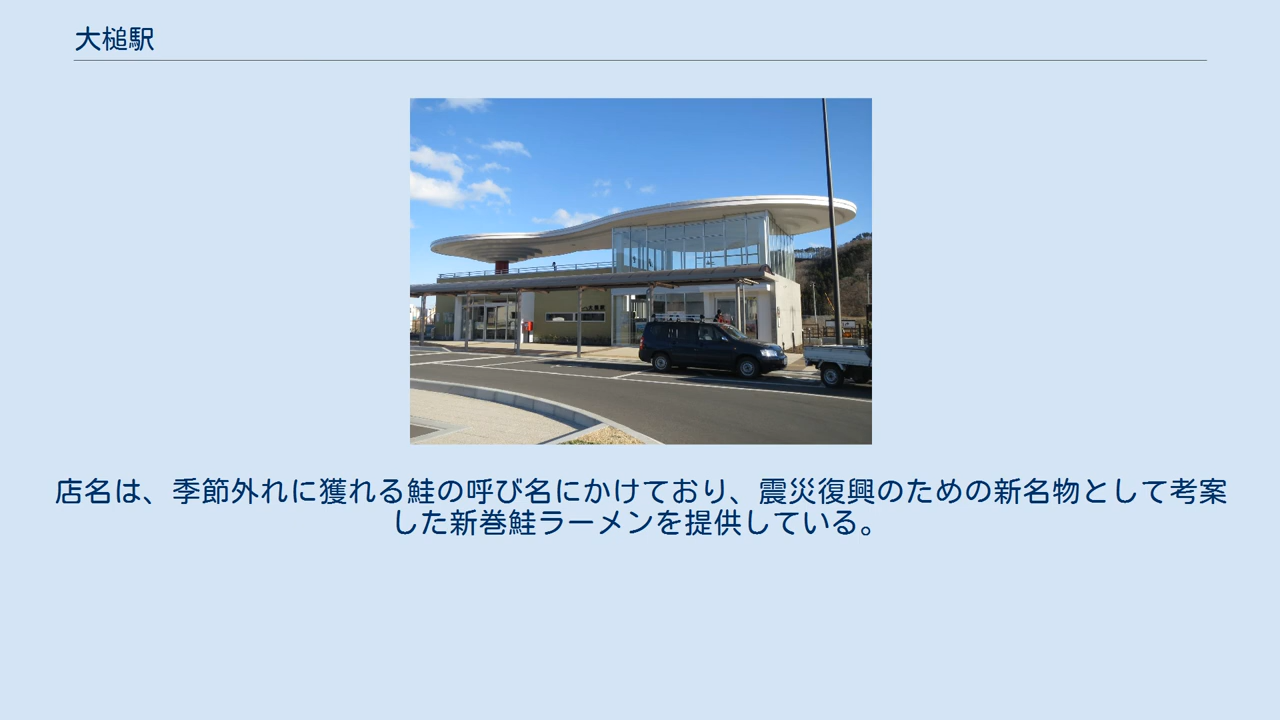 大槌駅
店名は、季節外れに獲れる鮭の呼び名にかけており、震災復興のための新名物として考案
した新巻鮭ラーメンを提供している。